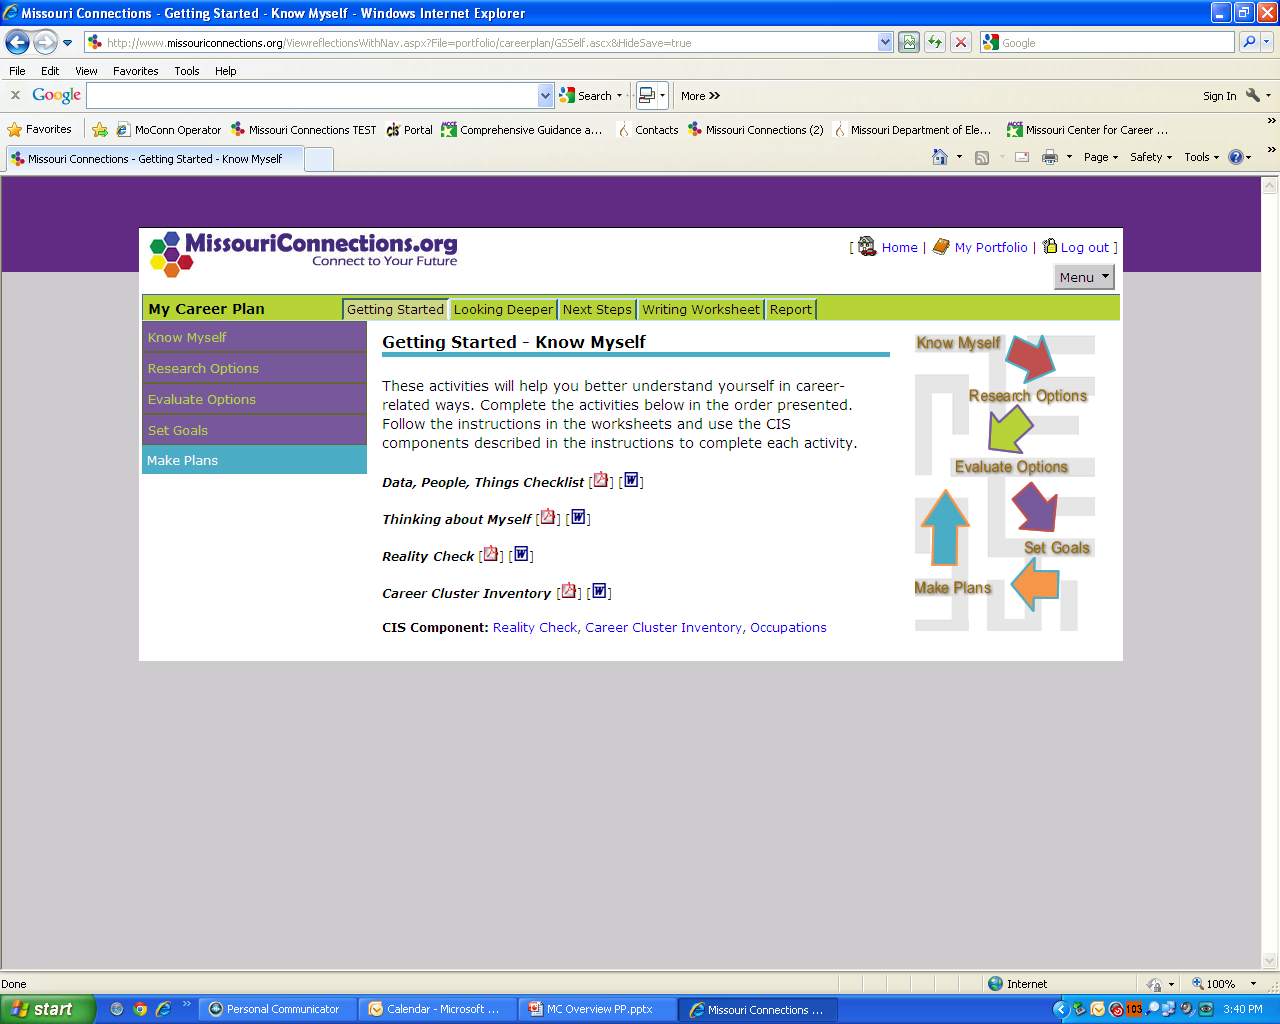 Missouri Connections - Getting Started - Know Myself - Windows Internet Explorer
http://www.missouriconnections.org/ViewreflectionsWithNav.aspx?File=portfolio/careerplan/GSSelf.ascx&HideSave=true
Google
File Edit View Favorites Tools Help
x Google Search More » Sign In
Favorites MoConn Operator Missouri Connections TEST cis Portal Comprehensive Guidance a... Contacts Missouri Connections (2) Missouri Department of Ele... Missouri Center for Career ... »
Missouri Connections - Getting Started - Know Myself Page Safety Tools »
MissouriConnections.org
Connect to Your Future
[ Home | My Portfolio | Log out ]
Menu
My Career Plan Getting Started Looking Deeper Next Steps Writing Worksheet Report
Know Myself
Research Options
Evaluate Options
Set Goals
Make Plans
Getting Started - Know Myself
These activities will help you better understand yourself in career-
related ways. Complete the activities below in the order presented.
Follow the instructions in the worksheets and use the CIS
components described in the instructions to complete each activity.
Data, People, Things Checklist [ ] [W]
Thinking about Myself [ ] [W]
Reality Check [ ] [W]
Career Cluster Inventory [ ] [W]
CIS Component: Reality Check, Career Cluster Inventory, Occupations
Know Myself
Research Options
Evaluate Options
Set Goals
Make Plans
Done Internet 100%
start » Personal Communicator Calendar - Microsoft ... MC Overview PP.pptx Missouri Connections ... 103 3:40 PM